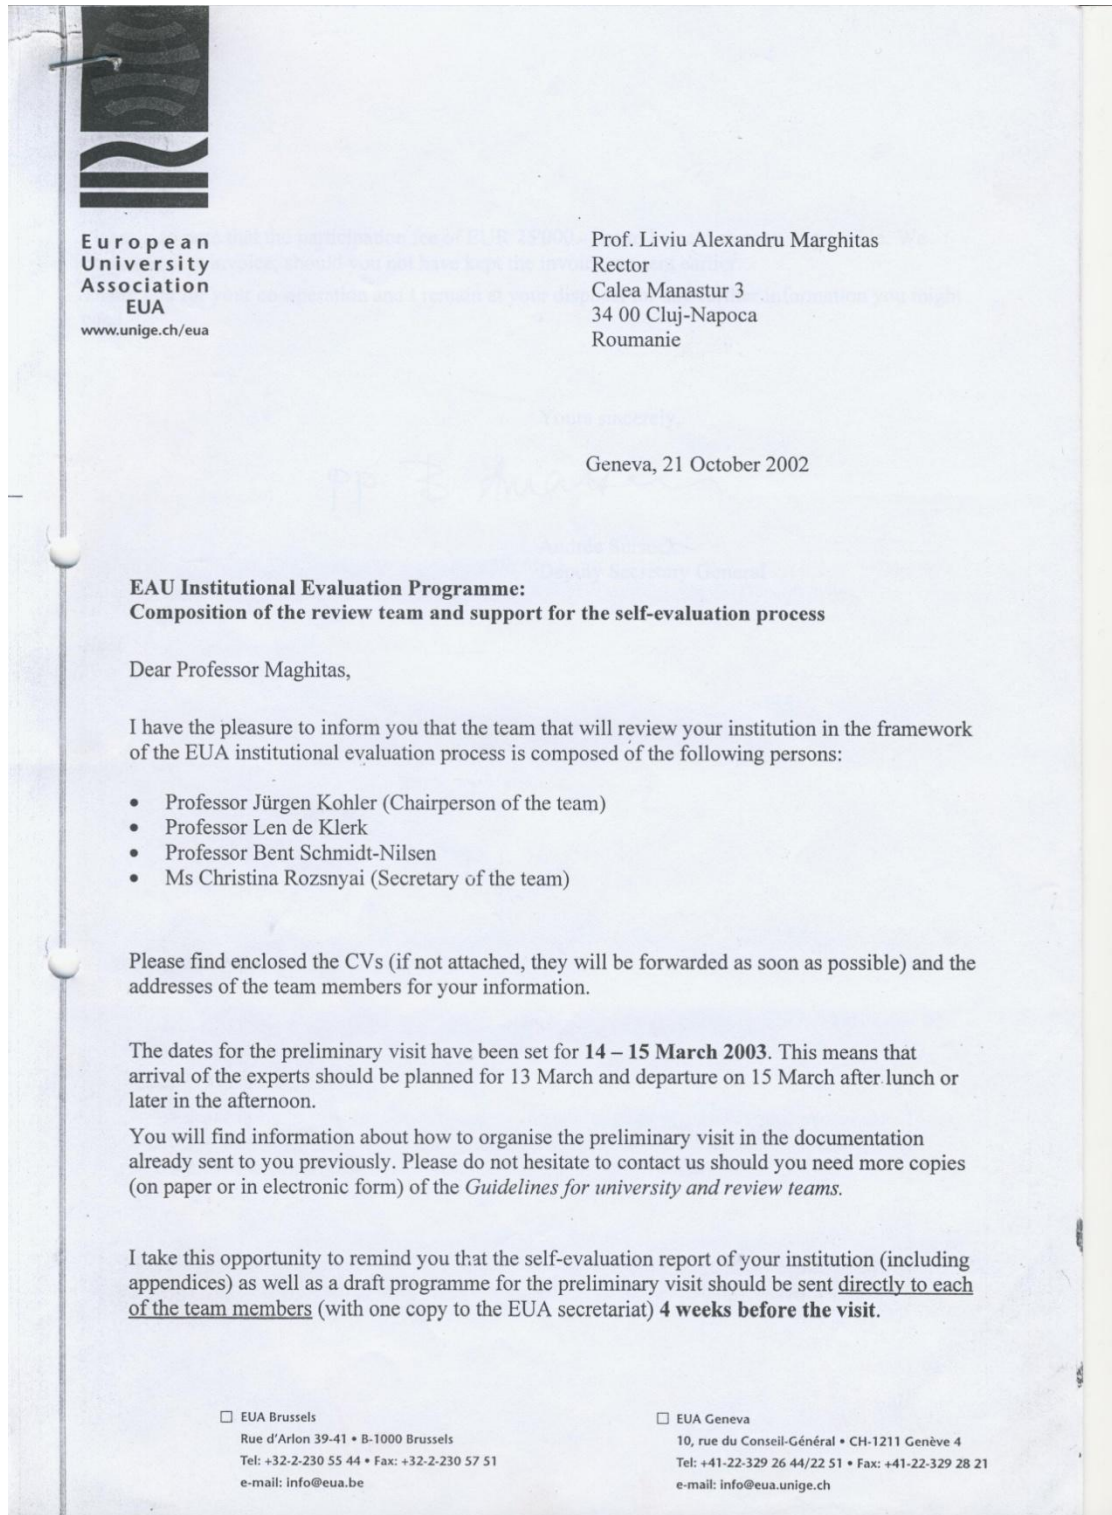 European
University
Association
EUA
www.unige.ch/eua
Prof. Liviu Alexandru Marghitas
Rector
Calea Manastur 3
34 00 Cluj-Napoca
Roumanie
Geneva, 21 October 2002
EAU Institutional Evaluation Programme:
Composition of the review team and support for the self-evaluation process
Dear Professor Maghitas,
I have the pleasure to inform you that the team that will review your institution in the framework
of the EUA institutional evaluation process is composed of the following persons:
• Professor Jürgen Kohler (Chairperson of the team)
• Professor Len de Klerk
• Professor Bent Schmidt-Nilsen
• Ms Christina Rozsnyai (Secretary of the team)
Please find enclosed the CVs (if not attached, they will be forwarded as soon as possible) and the
addresses of the team members for your information.
The dates for the preliminary visit have been set for 14 – 15 March 2003. This means that
arrival of the experts should be planned for 13 March and departure on 15 March after lunch or
later in the afternoon.
You will find information about how to organise the preliminary visit in the documentation
already sent to you previously. Please do not hesitate to contact us should you need more copies
(on paper or in electronic form) of the Guidelines for university and review teams.
I take this opportunity to remind you that the self-evaluation report of your institution (including
appendices) as well as a draft programme for the preliminary visit should be sent directly to each
of the team members (with one copy to the EUA secretariat) 4 weeks before the visit.
☐ EUA Brussels
Rue d'Arlon 39-41 • B-1000 Brussels
Tel: +32-2-230 55 44 • Fax: +32-2-230 57 51
e-mail: info@eua.be
☐ EUA Geneva
10, rue du Conseil-Général • CH-1211 Genève 4
Tel: +41-22-329 26 44/22 51 • Fax: +41-22-329 28 21
e-mail: info@eua.unige.ch